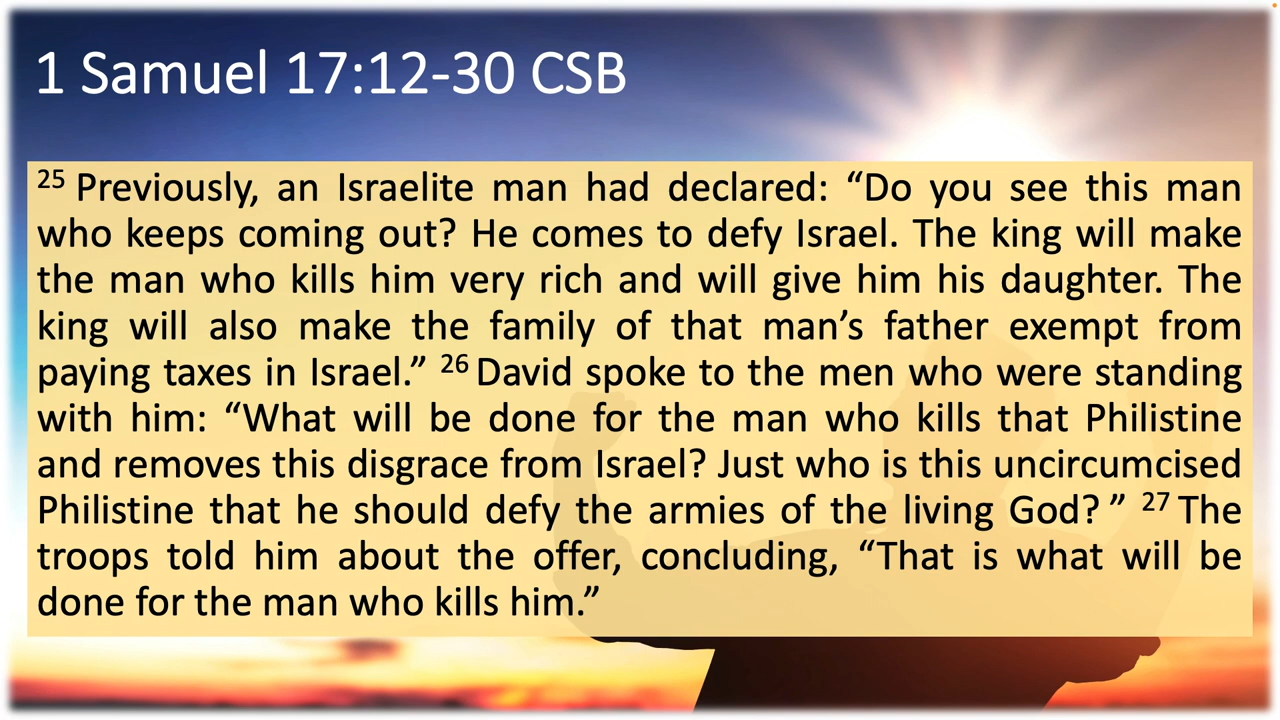 1 Samuel 17:12-30 CSB
25 Previously, an Israelite man had declared: “Do you see this man
who keeps coming out? He comes to defy Israel. The king will make
the man who kills him very rich and will give him his daughter. The
king will also make the family of that man’s father exempt from
paying taxes in Israel.” 26 David spoke to the men who were standing
with him: “What will be done for the man who kills that Philistine
and removes this disgrace from Israel? Just who is this uncircumcised
Philistine that he should defy the armies of the living God? ” 27 The
troops told him about the offer, concluding, “That is what will be
done for the man who kills him.”